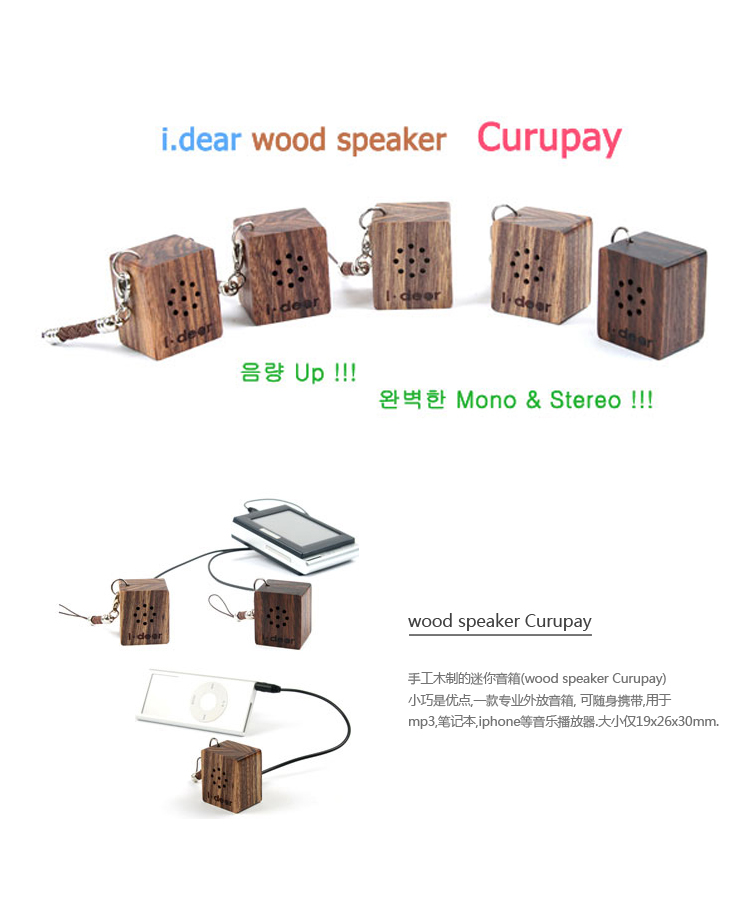 i.dear wood speaker Curupay
i·deer
i·deer
i·deer
i·deer
i·deer
음량 Up !!!
완벽한 Mono & Stereo !!!
i·deer
i·deer
wood speaker Curupay
手工木制的迷你音箱(wood speaker Curupay)
小巧是优点,一款专业外放音箱, 可随身携带,用于
mp3,笔记本,iphone等音乐播放器.大小仅19x26x30mm.
i·deer